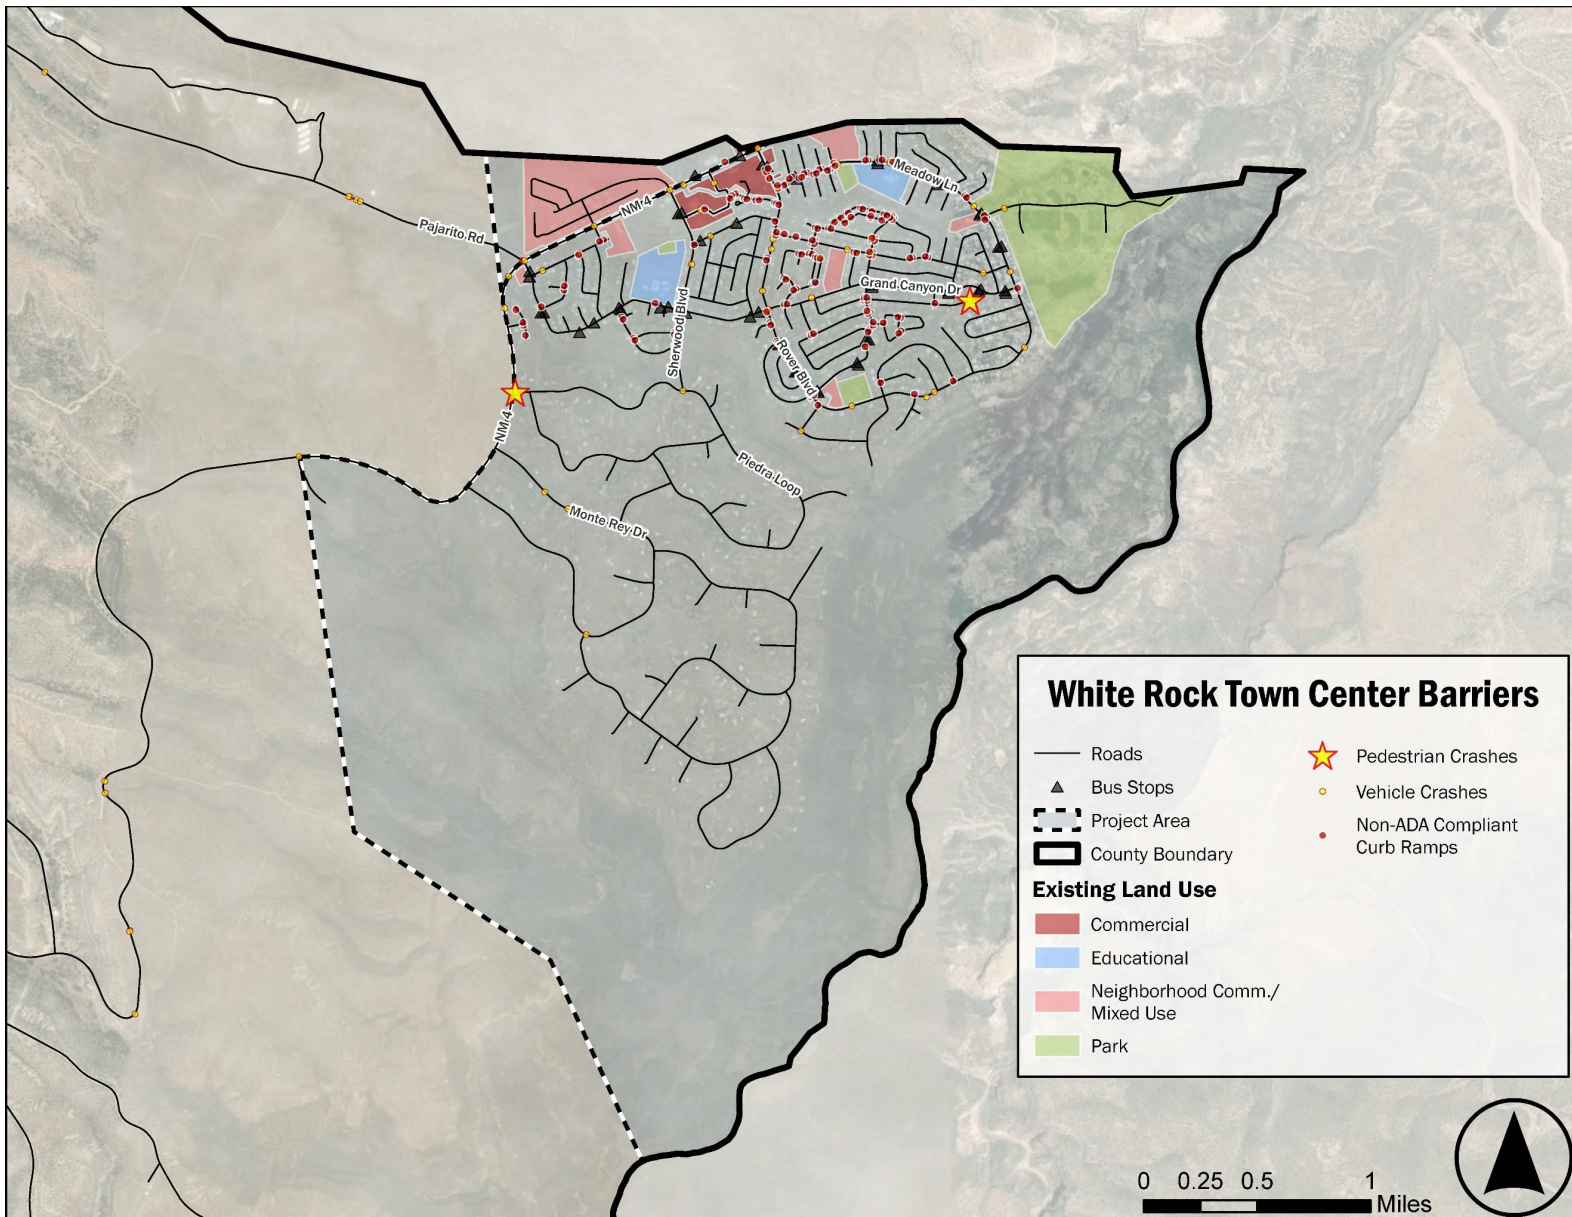 Meadow Ln
NM 4
Pajarito Rd
Grand Canyon Dr
Sherwood Blvd
Rover Blvd
NM 4
Piedra Loop
Monte Rey Dr
White Rock Town Center Barriers
Roads
Bus Stops
Project Area
County Boundary
Existing Land Use
Commercial
Educational
Neighborhood Comm./
Mixed Use
Park
Pedestrian Crashes
Vehicle Crashes
Non-ADA Compliant
Curb Ramps
0 0.25 0.5 1
Miles